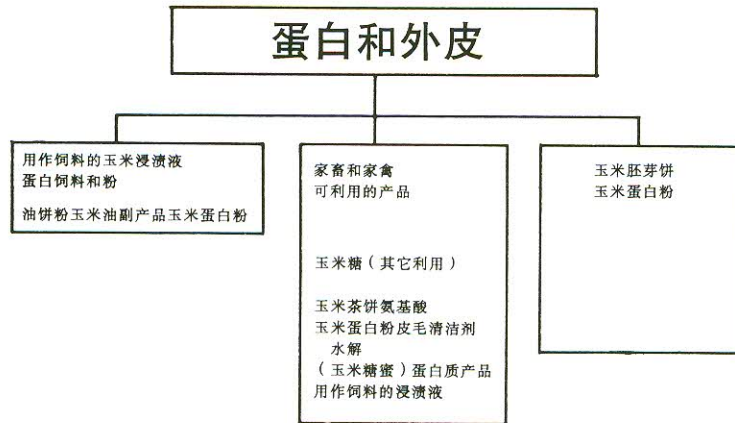 蛋白和外皮
用作饲料的玉米浸渍液
蛋白饲料和粉
油饼粉玉米油副产品玉米蛋白粉
家畜和家禽
可利用的产品
玉米糖（其它利用）
玉米茶饼氨基酸
玉米蛋白粉皮毛清洁剂
水解
（玉米糖蜜）蛋白质产品
用作饲料的浸渍液
玉米胚芽饼
玉米蛋白粉